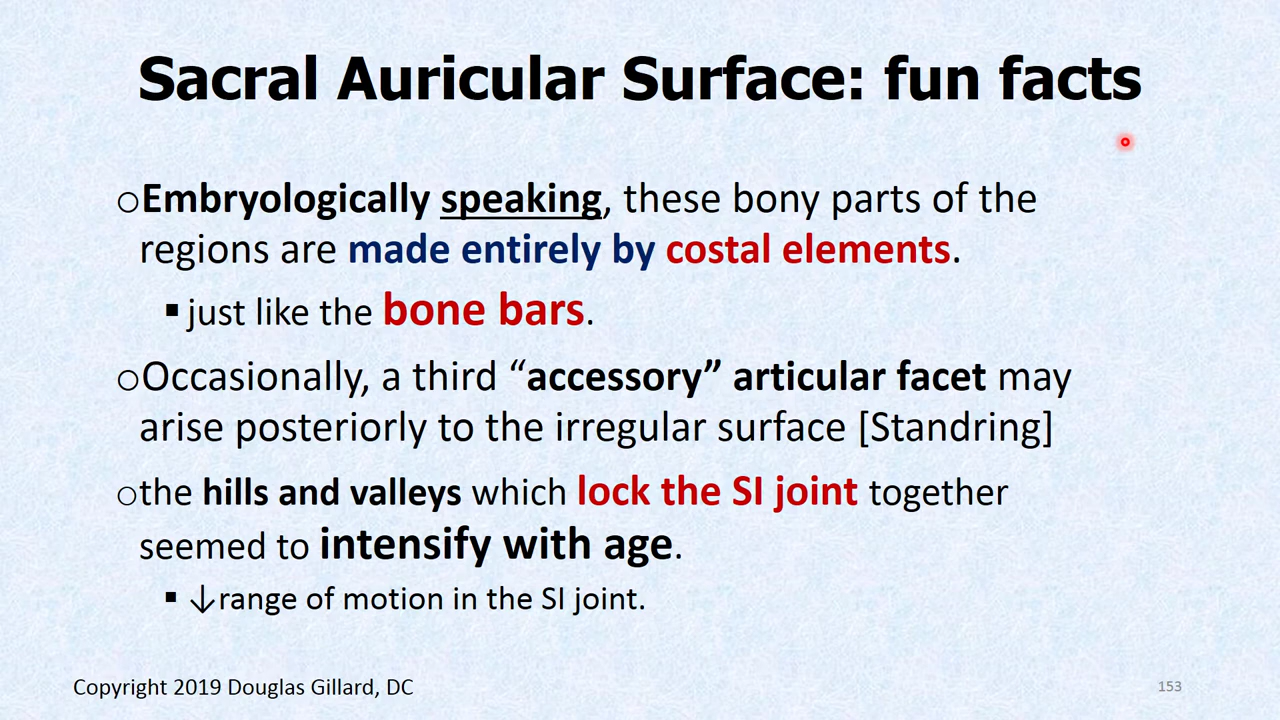 Sacral Auricular Surface: fun facts
oEmbryologically speaking, these bony parts of the
regions are made entirely by costal elements.
▪ just like the bone bars.
oOccasionally, a third “accessory” articular facet may
arise posteriorly to the irregular surface [Standring]
othe hills and valleys which lock the SI joint together
seemed to intensify with age.
▪ ↓range of motion in the SI joint.
Copyright 2019 Douglas Gillard, DC
153